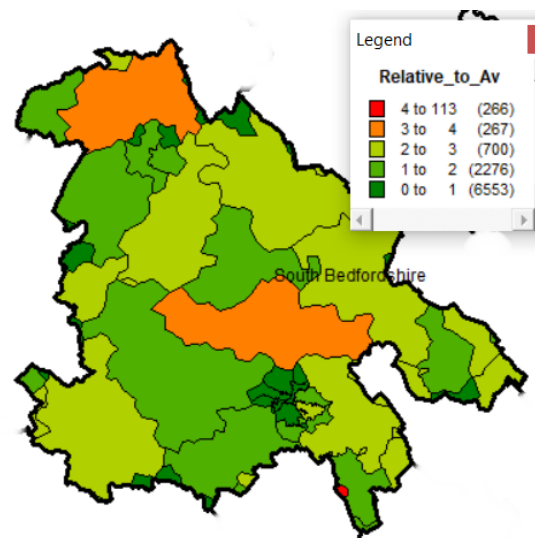 Legend
Relative_to_Av
4 to 113 (266)
3 to 4 (267)
2 to 3 (700)
1 to 2 (2276)
0 to 1 (6553)
South Bedfordshire